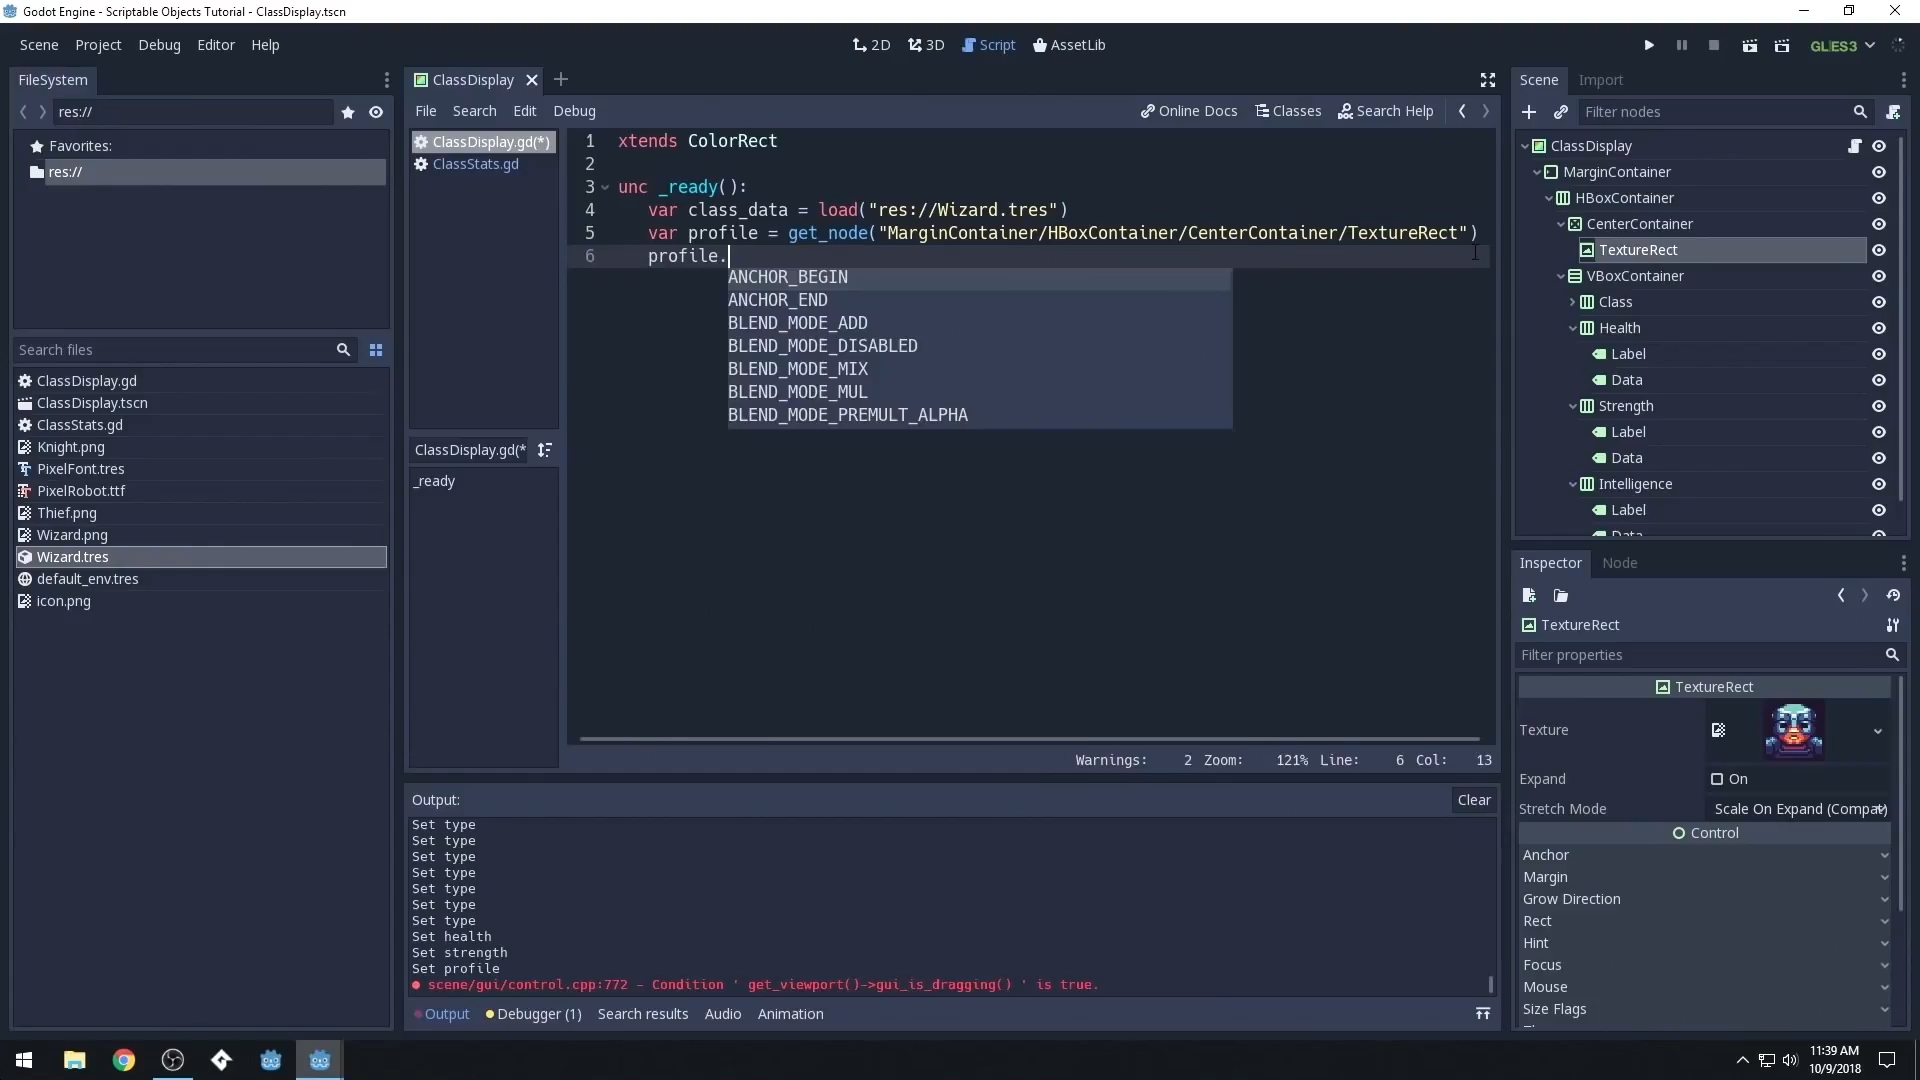 Godot Engine - Scriptable Objects Tutorial - ClassDisplay.tscn
Scene Project Debug Editor Help
2D 3D Script AssetLib
GLES3
FileSystem
res://
Favorites:
res://
Search files
ClassDisplay.gd
ClassDisplay.tscn
ClassStats.gd
Knight.png
PixelFont.tres
PixelRobot.ttf
Thief.png
Wizard.png
Wizard.tres
default_env.tres
icon.png
ClassDisplay
File Search Edit Debug
Online Docs Classes Search Help
ClassDisplay.gd(*)
ClassStats.gd
ClassDisplay.gd(*
_ready
1 xtends ColorRect
2
3 unc _ready():
4 var class_data = load("res://Wizard.tres")
5 var profile = get_node("MarginContainer/HBoxContainer/CenterContainer/TextureRect")
6 profile.
ANCHOR_BEGIN
ANCHOR_END
BLEND_MODE_ADD
BLEND_MODE_DISABLED
BLEND_MODE_MIX
BLEND_MODE_MUL
BLEND_MODE_PREMULT_ALPHA
Warnings: 2 Zoom: 121% Line: 6 Col: 13
Output: Clear
Set type
Set type
Set type
Set type
Set type
Set type
Set type
Set health
Set strength
Set profile
scene/gui/control.cpp:772 - Condition ' get_viewport()->gui_is_dragging() ' is true.
Output Debugger (1) Search results Audio Animation
Scene Import
Filter nodes
ClassDisplay
MarginContainer
HBoxContainer
CenterContainer
TextureRect
VBoxContainer
Class
Health
Label
Data
Strength
Label
Data
Intelligence
Label
Data
Inspector Node
TextureRect
Filter properties
TextureRect
Texture
Expand On
Stretch Mode Scale On Expand (Compat)
Control
Anchor
Margin
Grow Direction
Rect
Hint
Focus
Mouse
Size Flags
11:39 AM
10/9/2018